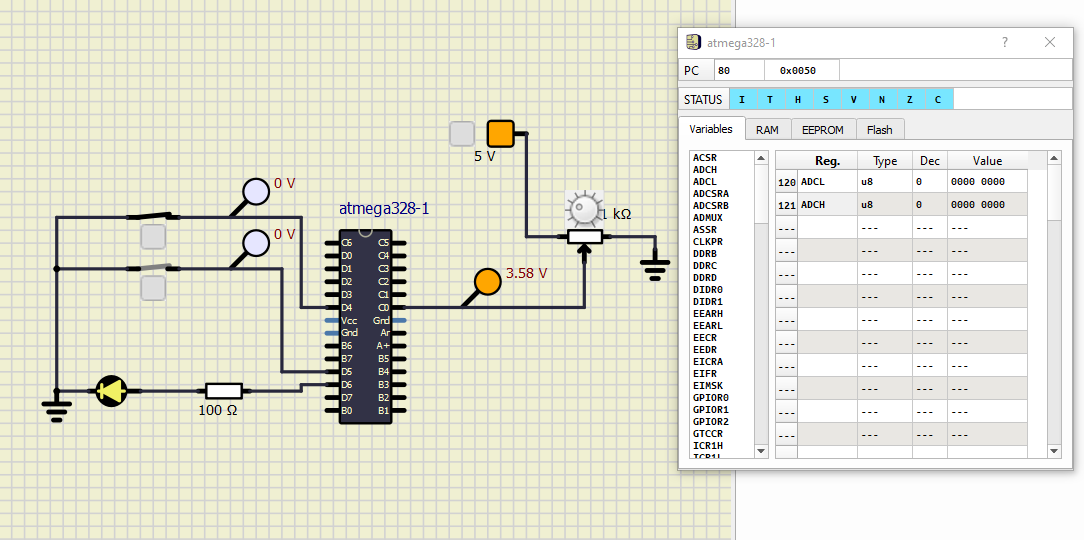 atmega328-1
PC 80 0x0050
STATUS I T H S V N Z C
Variables RAM EEPROM Flash
ACSR
ADCH
ADCL
ADCSRA
ADCSRB
ADMUX
ASSR
CLKPR
DDRB
DDRC
DDRD
DIDR0
DIDR1
EEARH
EEARL
EECR
EEDR
EICRA
EIFR
EIMSK
GPIOR0
GPIOR1
GPIOR2
GTCCR
ICR1H
ICR1L
Reg. Type Dec Value
120 ADCL u8 0 0000 0000
121 ADCH u8 0 0000 0000
--- --- --- ---
--- --- --- ---
--- --- --- ---
--- --- --- ---
--- --- --- ---
--- --- --- ---
--- --- --- ---
--- --- --- ---
--- --- --- ---
--- --- --- ---
5 V
0 V
0 V
atmega328-1
1 kΩ
3.58 V
100 Ω
C6 C5
D0 C4
D1 C3
D2 C2
D3 C1
D4 C0
Vcc Gnd
Gnd Ar
B6 A+
B7 B5
D5 B4
D6 B3
D7 B2
B0 B1